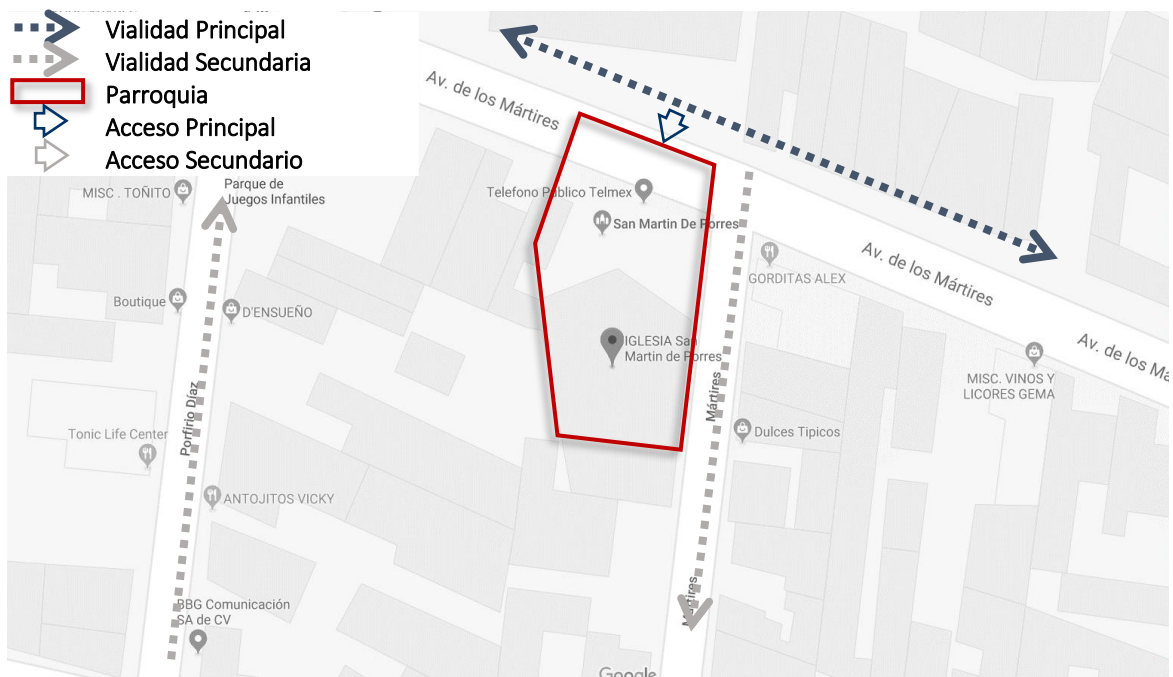 Vialidad Principal
Vialidad Secundaria
Parroquia
Acceso Principal
Acceso Secundario
Av. de los Mártires
MISC . TOÑITO
Parque de
Juegos Infantiles
Telefono Público Telmex
San Martin De Porres
GORDITAS ALEX
Av. de los Mártires
Boutique
D'ENSUEÑO
IGLESIA San
Martin de Porres
Av. de los Ma
MISC. VINOS Y
LICORES GEMA
Porfirio Díaz
Mártires
Tonic Life Center
Dulces Tipicos
ANTOJITOS VICKY
Mártires
BBG Comunicación
SA de CV
Google